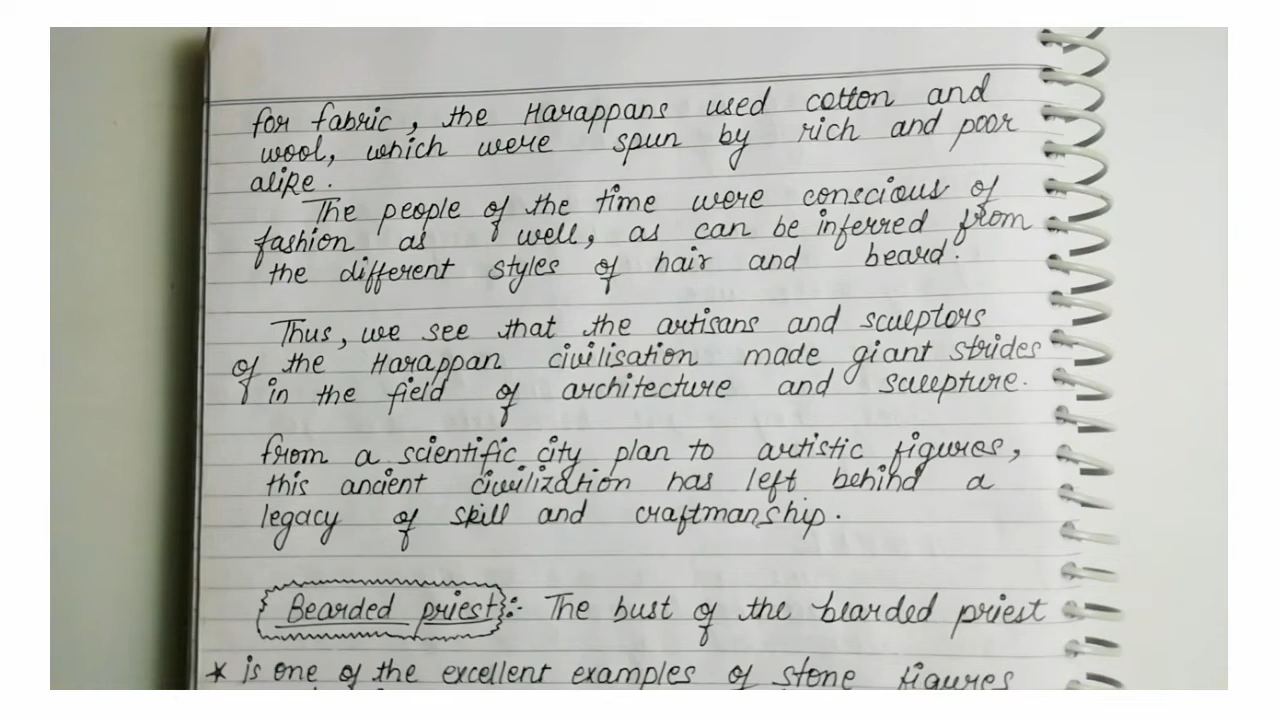 for fabric, the Harappans used cotton and
wool, which were spun by rich and poor
alike.
The people of the time were conscious of
fashion as well, as can be inferred from
the different styles of hair and beard.
Thus, we see that the artisans and sculptors
of the Harappan civilisation made giant strides
in the field of architecture and sculpture.
from a scientific city plan to artistic figures,
this ancient civilization has left behind a
legacy of skill and craftmanship.
Bearded priest:- The bust of the bearded priest
* is one of the excellent examples of stone figures